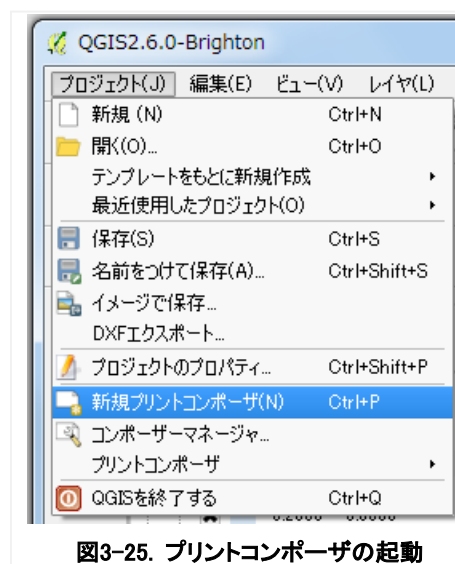 QGIS2.6.0-Brighton
プロジェクト(J) 編集(E) ビュー(V) レイヤ(L)
新規 (N) Ctrl+N
開く(O)... Ctrl+O
テンプレートをもとに新規作成
最近使用したプロジェクト(O)
保存(S) Ctrl+S
名前をつけて保存(A)... Ctrl+Shift+S
イメージで保存...
DXFエクスポート...
プロジェクトのプロパティ... Ctrl+Shift+P
新規プリントコンポーザ(N) Ctrl+P
コンポーザーマネージャ...
プリントコンポーザ
QGISを終了する Ctrl+Q
図3-25. プリントコンポーザの起動